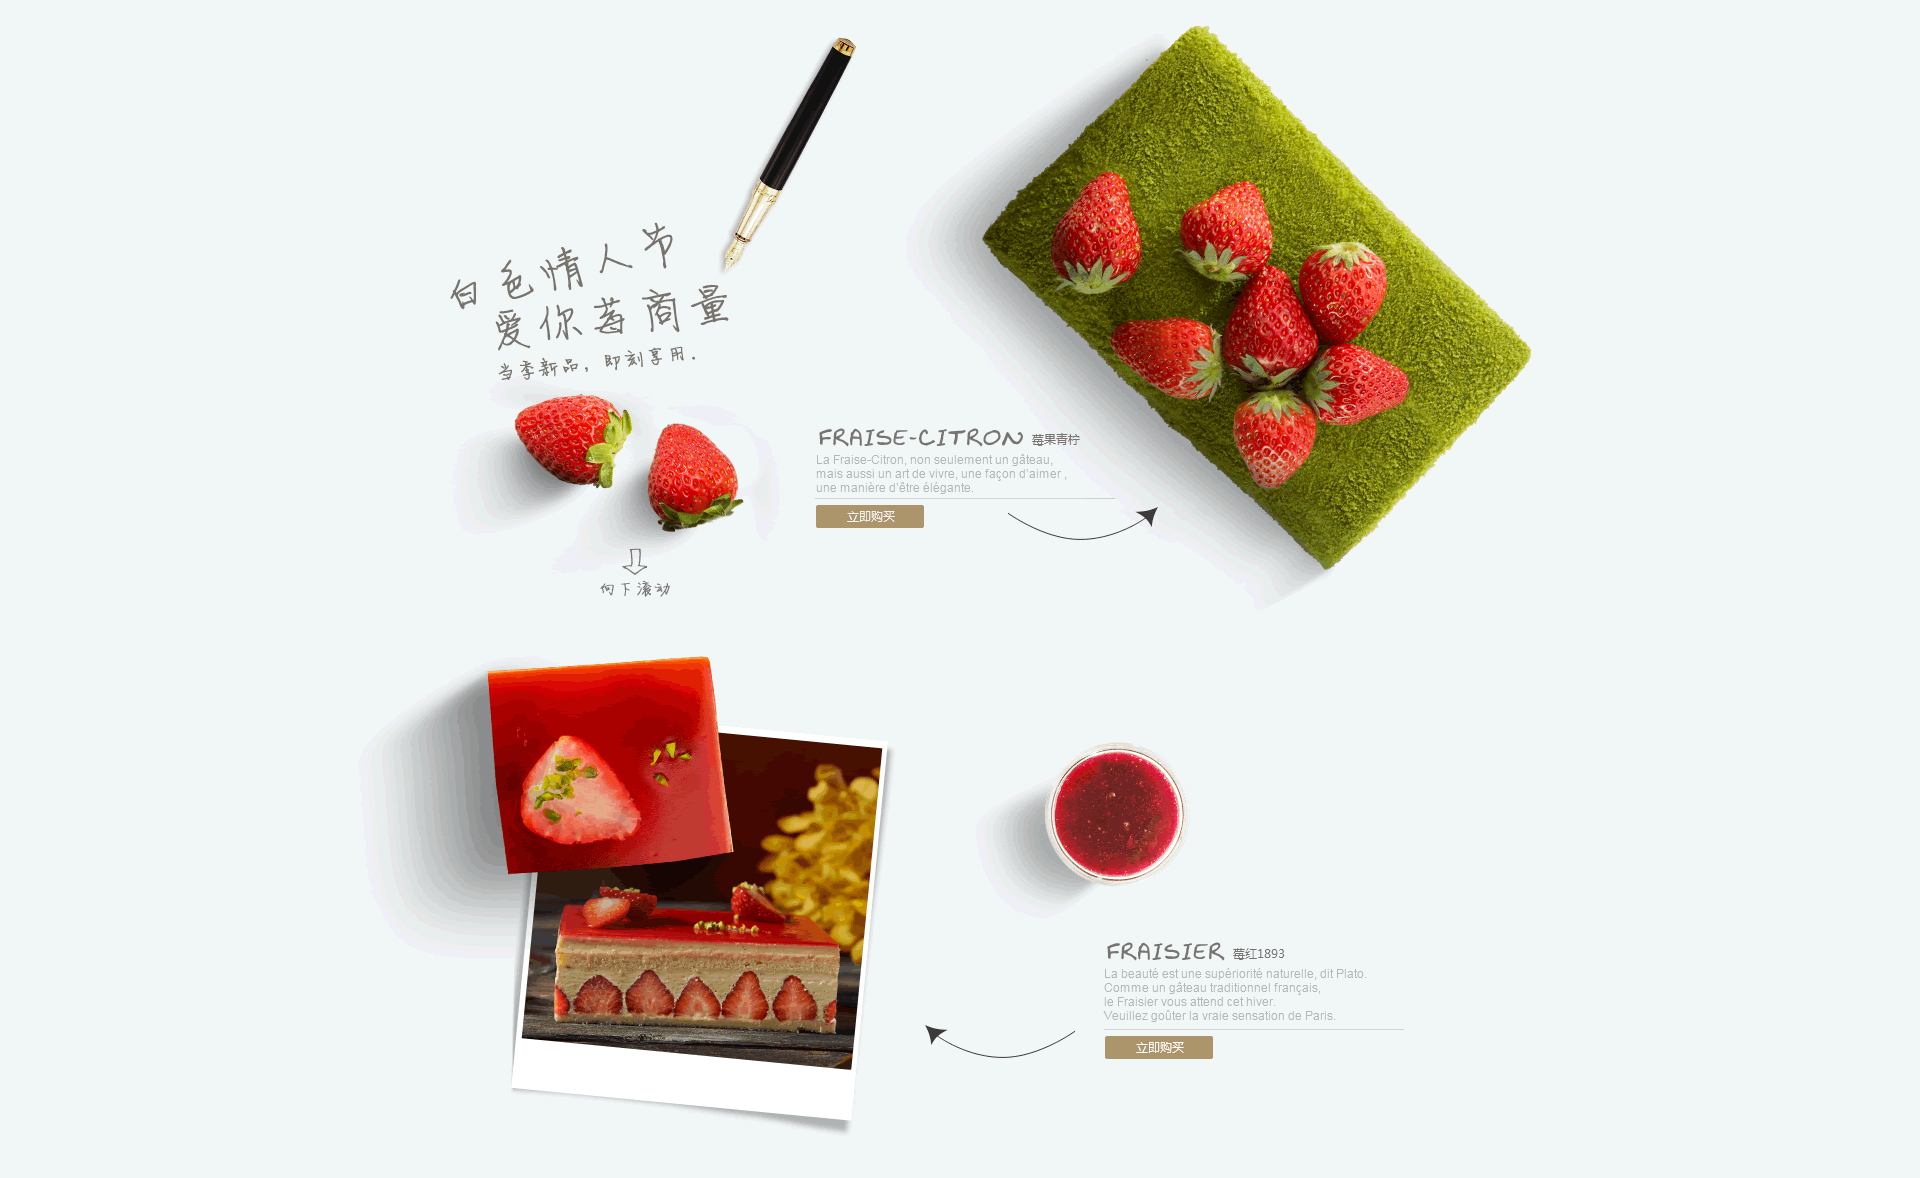 白色情人节
爱你莓商量
当季新品，即刻享用.
FRAISE-CITRON 莓果青柠
La Fraise-Citron, non seulement un gâteau,
mais aussi un art de vivre, une façon d'aimer ,
une manière d'être élégante.
立即购买
向下滚动
FRAISIER 莓红1893
La beauté est une supériorité naturelle, dit Plato.
Comme un gâteau traditionnel français,
le Fraisier vous attend cet hiver.
Veuillez goûter la vraie sensation de Paris.
立即购买